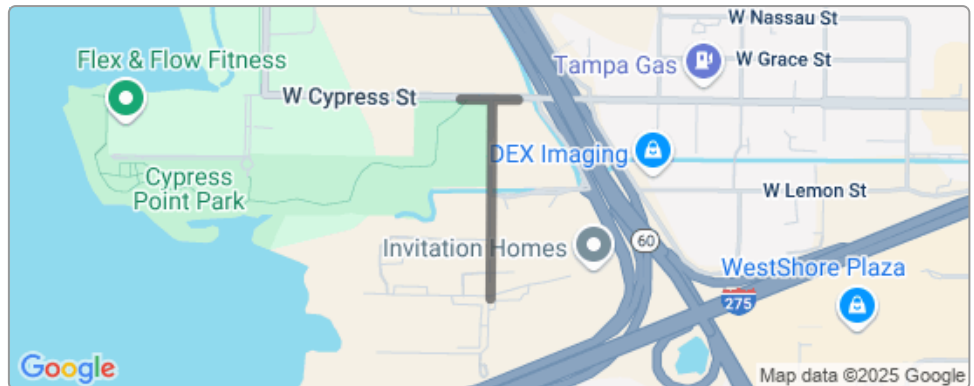 W Nassau St
Flex & Flow Fitness
W Grace St
Tampa Gas
W Cypress St
DEX Imaging
Cypress
Point Park
W Lemon St
Invitation Homes
60
WestShore Plaza
275
Google
Map data ©2025 Google